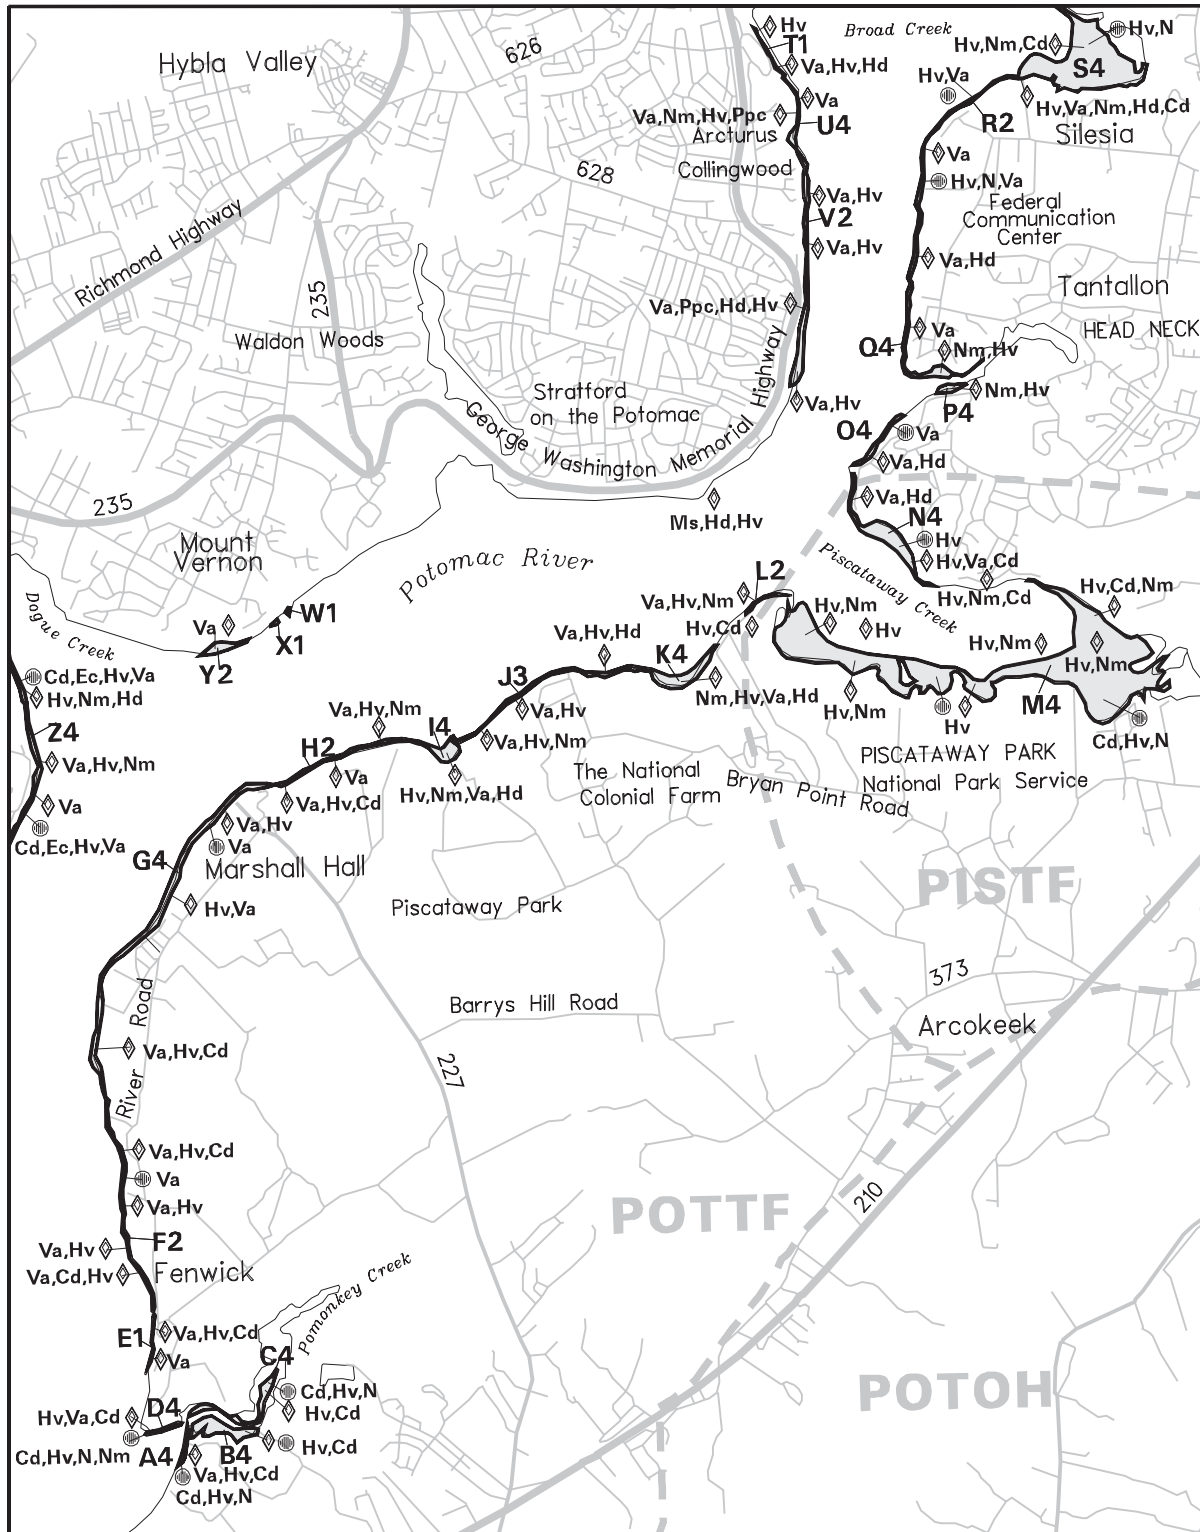 Hv
T1
Va,Hv,Hd
Broad Creek
Hv,Nm,Cd
Hv,N
S4
Hybla Valley
626
Hv,Va
Va
Va,Nm,Hv,Ppc
U4
R2
Hv,Va,Nm,Hd,Cd
Arcturus
Silesia
Collingwood
628
Va
Hv,N,Va
Va,Hv
V2
Federal
Communication
Center
Richmond Highway
Va,Hv
Va,Hd
235
Tantallon
Va,Ppc,Hd,Hv
Waldon Woods
Va
HEAD NECK
Q4
Nm,Hv
Stratford
on the Potomac
Nm,Hv
Va,Hv
P4
O4
Va
George Washington Memorial Highway
Va,Hd
235
Va,Hd
Ms,Hd,Hv
N4
Hv
Mount
Vernon
Potomac River
Piscataway Creek
Hv,Va,Cd
L2
Dogue Creek
Va,Hv,Nm
Hv,Nm,Cd
Hv,Cd,Nm
W1
X1
Va
Y2
Hv,Nm
Hv,Cd
Hv
Va,Hv,Hd
K4
Hv,Nm
Hv,Nm
Cd,Ec,Hv,Va
Hv,Nm,Hd
J3
Nm,Hv,Va,Hd
Z4
Va,Hv,Nm
I4
Va,Hv
Hv,Nm
Hv
M4
H2
Va,Hv,Nm
Cd,Hv,N
Va,Hv,Nm
PISCATAWAY PARK
National Park Service
The National
Colonial Farm
Bryan Point Road
Va
Hv,Nm,Va,Hd
Va,Hv,Cd
Va
Va,Hv
Va
Cd,Ec,Hv,Va
G4
Marshall Hall
Hv,Va
Piscataway Park
PISTF
373
River Road
Barrys Hill Road
Arcokeek
Va,Hv,Cd
227
Va,Hv,Cd
Va
Va,Hv
210
POTTF
F2
Va,Hv
Va,Cd,Hv
Fenwick
Pomonkey Creek
E1
Va,Hv,Cd
Va
C4
Cd,Hv,N
POTOH
D4
Hv,Va,Cd
Hv,Cd
Cd,Hv,N,Nm
A4
B4
Hv,Cd
Va,Hv,Cd
Cd,Hv,N